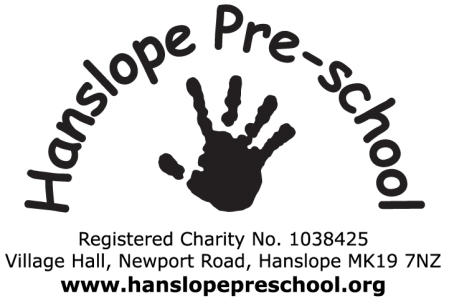 Hanslope Pre-school
Registered Charity No. 1038425
Village Hall, Newport Road, Hanslope MK19 7NZ
www.hanslopepreschool.org